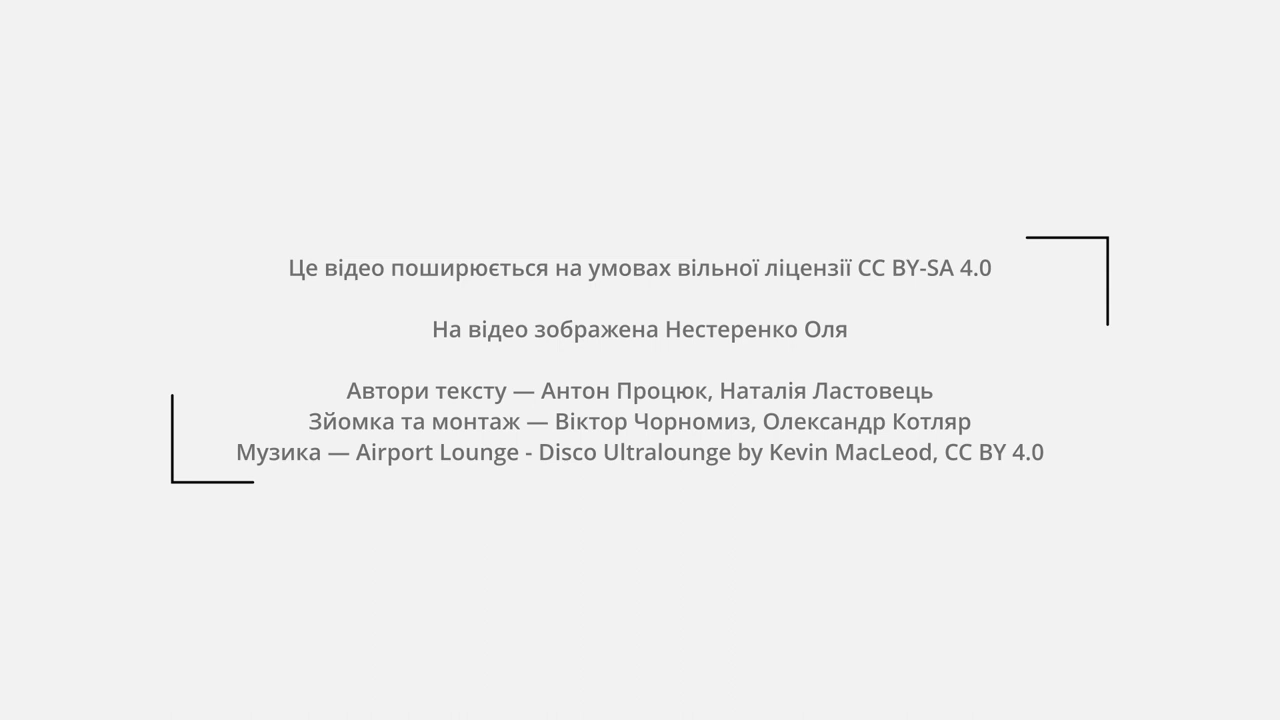 Це відео поширюється на умовах вільної ліцензії CC BY-SA 4.0
На відео зображена Нестеренко Оля
Автори тексту — Антон Процюк, Наталія Ластовець
Зйомка та монтаж — Віктор Чорномиз, Олександр Котляр
Музика — Airport Lounge - Disco Ultralounge by Kevin MacLeod, CC BY 4.0